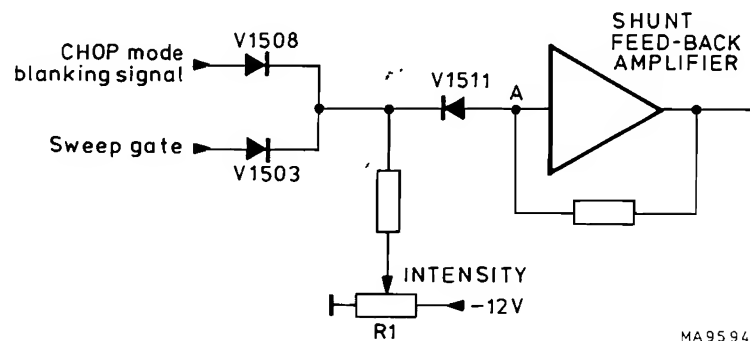 CHOP mode
blanking signal
V1508
Sweep gate
V1503
V1511
A
SHUNT
FEED-BACK
AMPLIFIER
INTENSITY
-12V
R1
MA9594